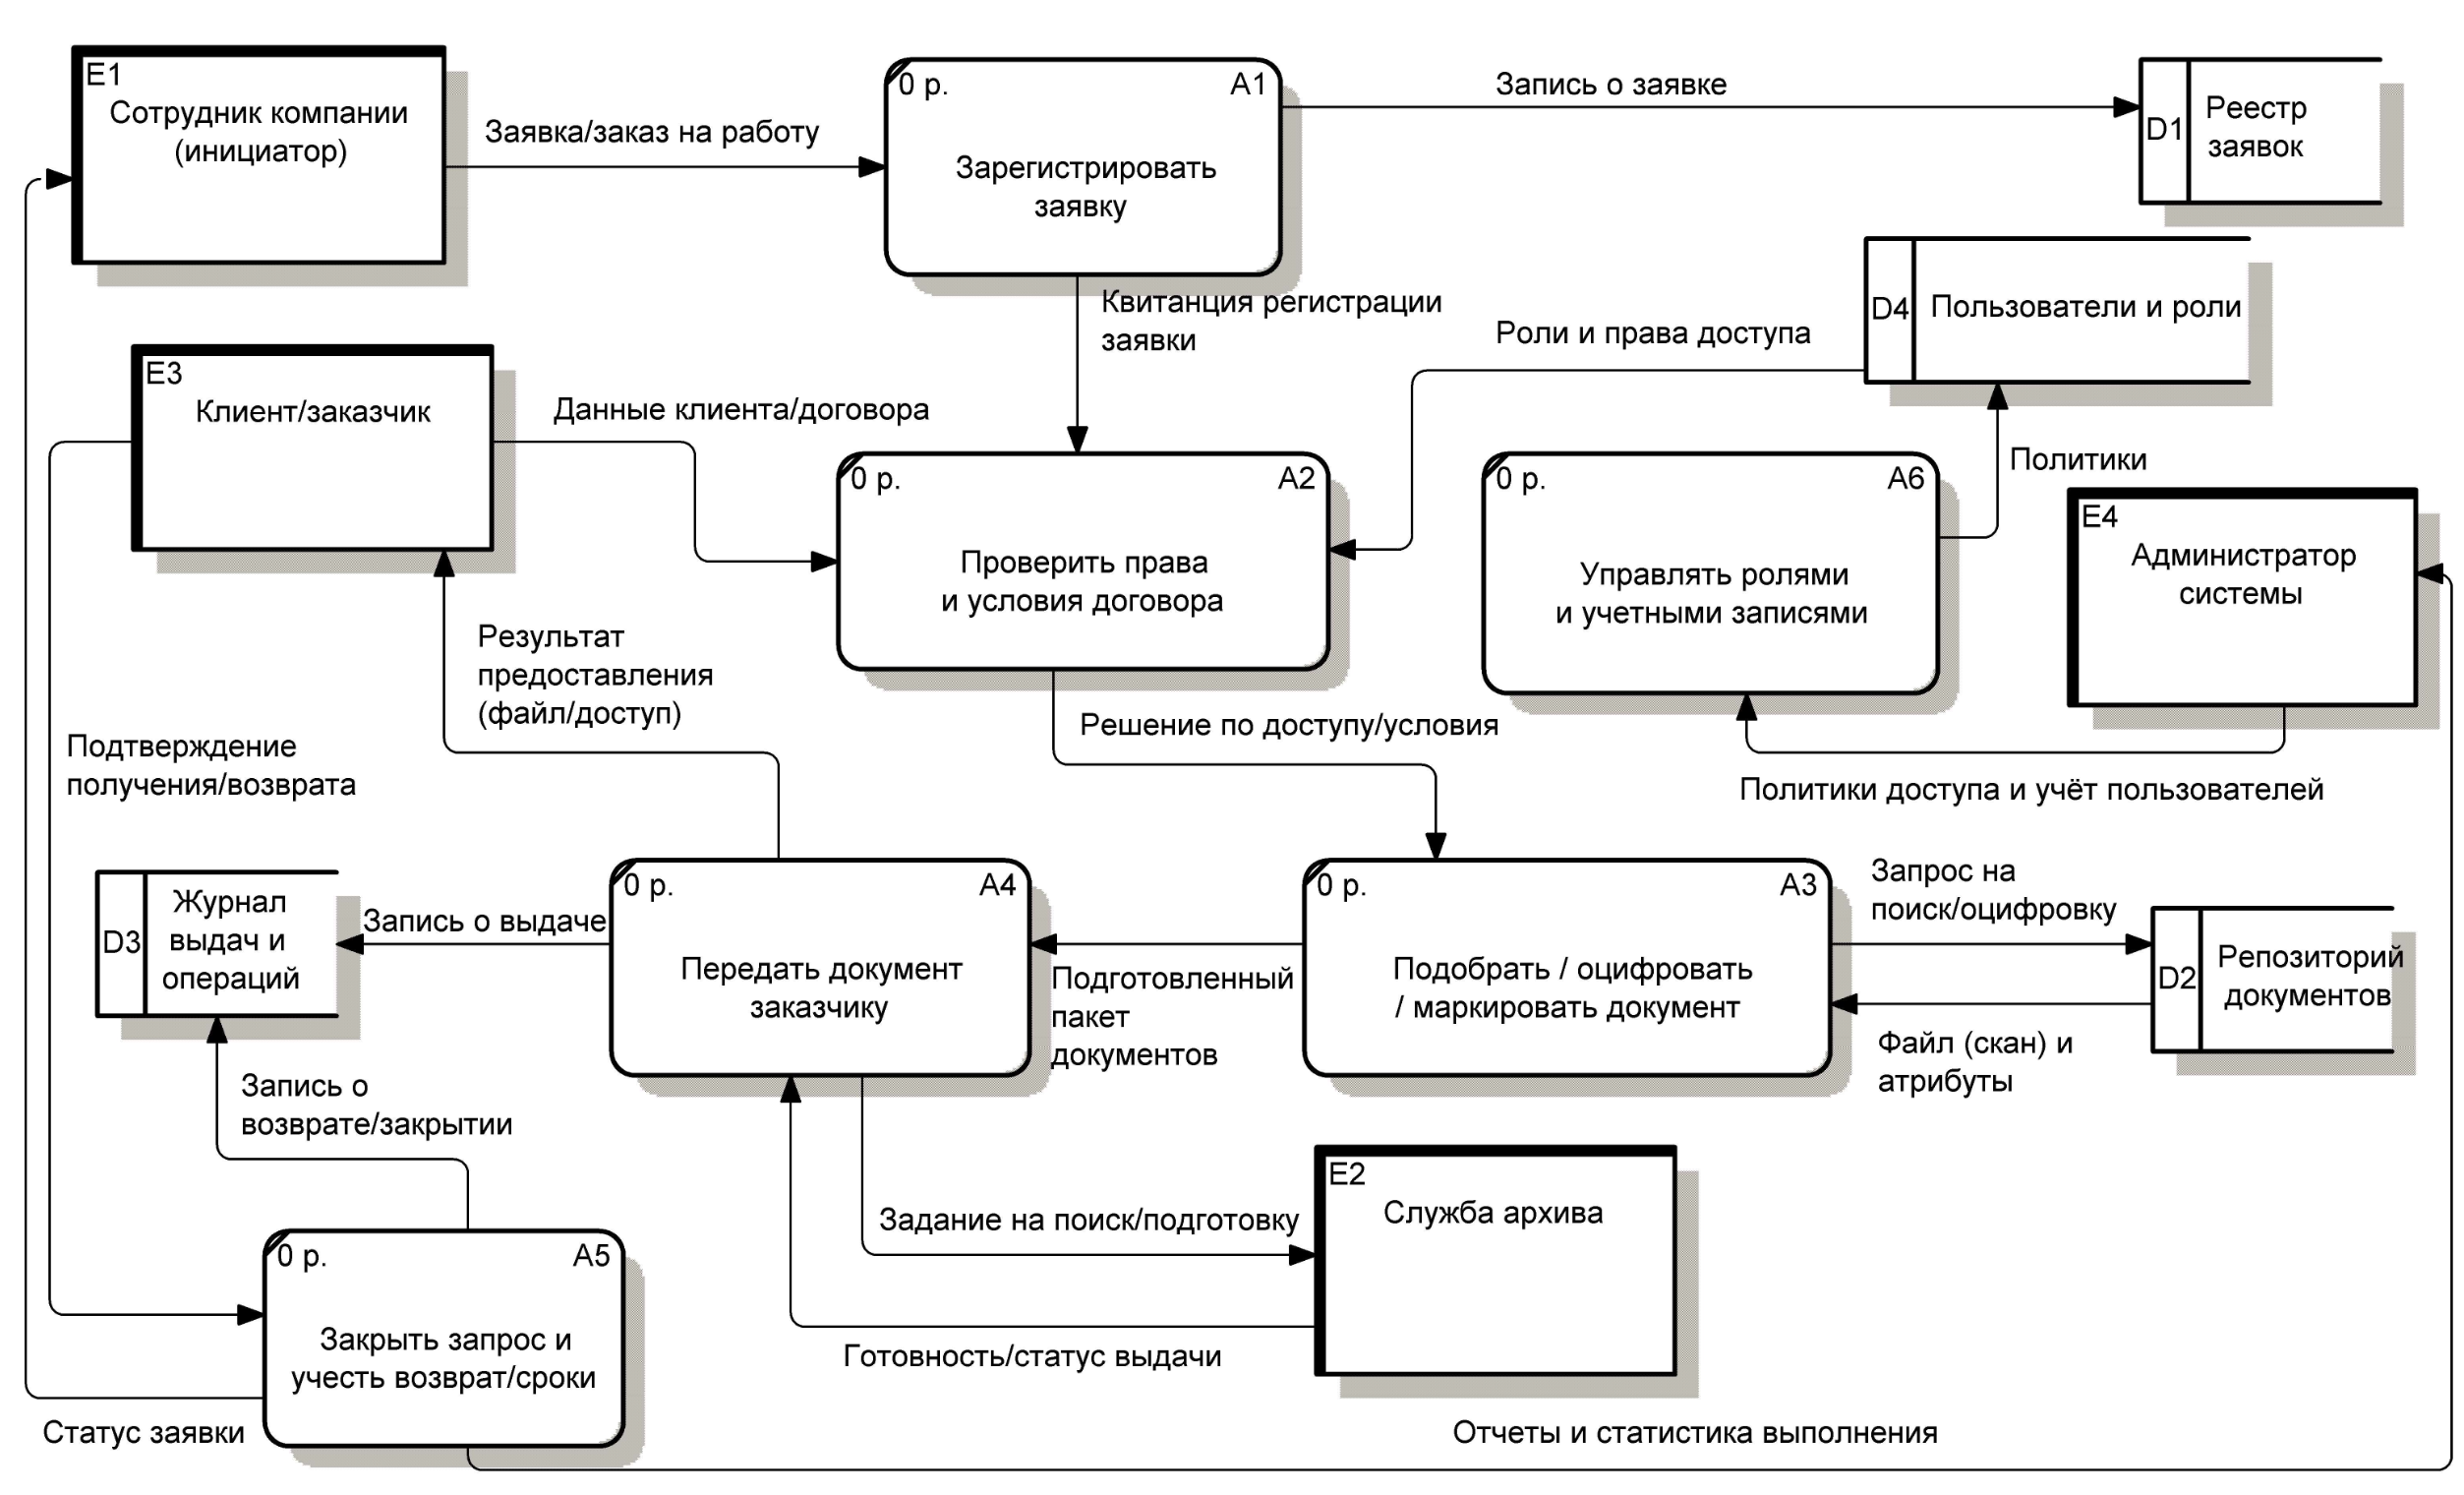 E1
Сотрудник компании
(инициатор)
Заявка/заказ на работу
0 р.
A1
Зарегистрировать
заявку
Запись о заявке
D1
Реестр
заявок
Квитанция регистрации
заявки
Роли и права доступа
D4
Пользователи и роли
E3
Клиент/заказчик
Данные клиента/договора
0 р.
A2
Проверить права
и условия договора
0 р.
A6
Управлять ролями
и учетными записями
Политики
E4
Администратор
системы
Результат
предоставления
(файл/доступ)
Решение по доступу/условия
Подтверждение
получения/возврата
Политики доступа и учёт пользователей
D3
Журнал
выдач и
операций
Запись о выдаче
0 р.
A4
Передать документ
заказчику
Подготовленный
пакет
документов
0 р.
A3
Подобрать / оцифровать
/ маркировать документ
Запрос на
поиск/оцифровку
D2
Репозиторий
документов
Файл (скан) и
атрибуты
Запись о
возврате/закрытии
Задание на поиск/подготовку
E2
Служба архива
0 р.
A5
Закрыть запрос и
учесть возврат/сроки
Готовность/статус выдачи
Статус заявки
Отчеты и статистика выполнения